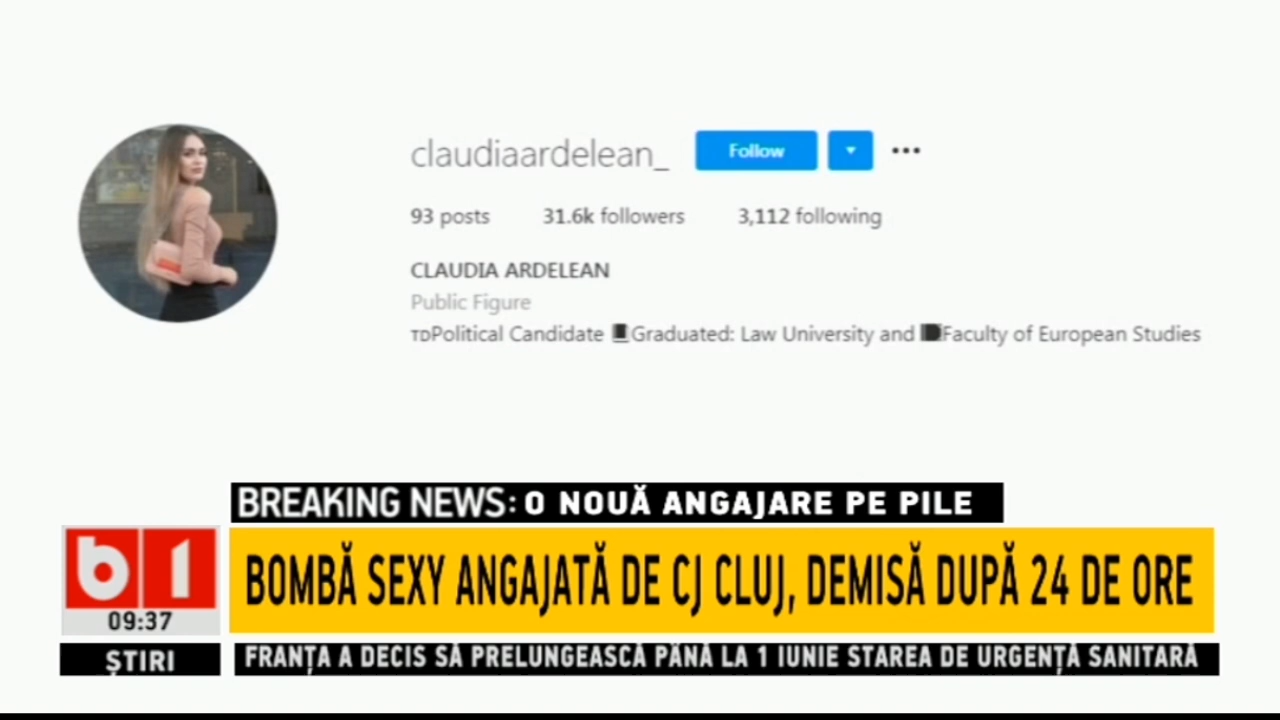 claudiaardelean_ Follow
93 posts 31.6k followers 3,112 following
CLAUDIA ARDELEAN
Public Figure
TDPolitical Candidate Graduated: Law University and Faculty of European Studies
BREAKING NEWS: O NOUĂ ANGAJARE PE PILE
b1
BOMBĂ SEXY ANGAJATĂ DE CJ CLUJ, DEMISĂ DUPĂ 24 DE ORE
09:37
ȘTIRI
FRANȚA A DECIS SĂ PRELUNGEASCĂ PÂNĂ LA 1 IUNIE STAREA DE URGENȚĂ SANITARĂ